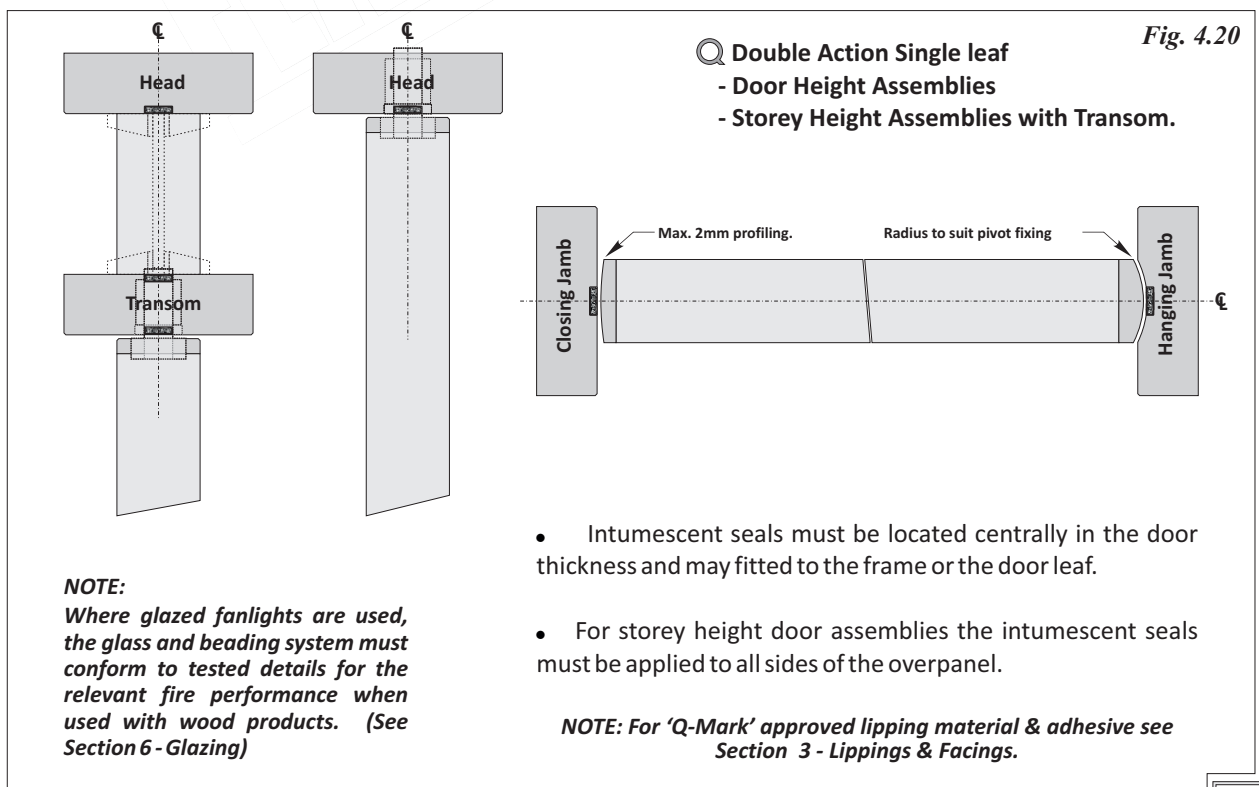 Fig. 4.20
℄
℄
Head
Head
Transom
Q Double Action Single leaf
- Door Height Assemblies
- Storey Height Assemblies with Transom.
Closing Jamb
Max. 2mm profiling.
Radius to suit pivot fixing
Hanging Jamb
℄
NOTE:
Where glazed fanlights are used,
the glass and beading system must
conform to tested details for the
relevant fire performance when
used with wood products. (See
Section 6 - Glazing)
• Intumescent seals must be located centrally in the door
thickness and may fitted to the frame or the door leaf.
• For storey height door assemblies the intumescent seals
must be applied to all sides of the overpanel.
NOTE: For ‘Q-Mark’ approved lipping material & adhesive see
Section 3 - Lippings & Facings.